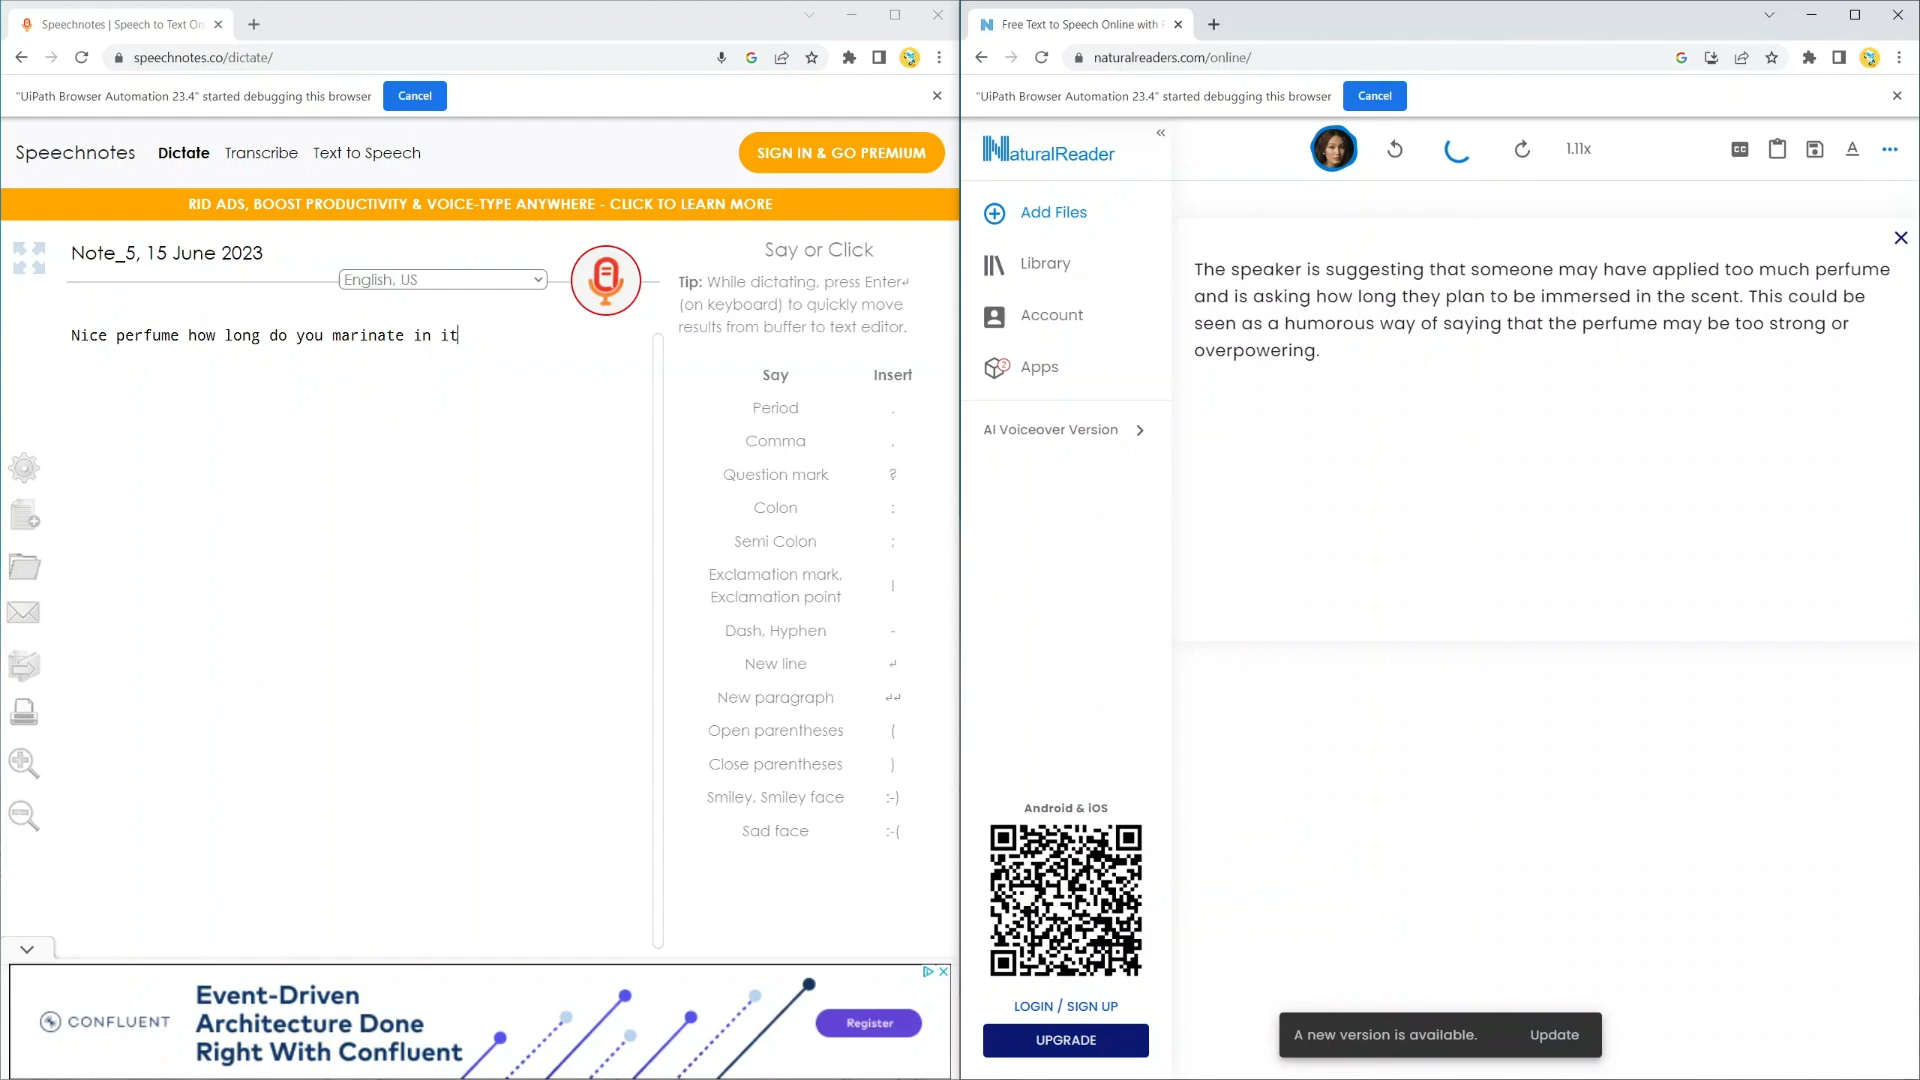 Speechnotes | Speech to Text On
speechnotes.co/dictate/
"UiPath Browser Automation 23.4" started debugging this browser
Cancel
Speechnotes
Dictate
Transcribe
Text to Speech
SIGN IN & GO PREMIUM
RID ADS, BOOST PRODUCTIVITY & VOICE-TYPE ANYWHERE - CLICK TO LEARN MORE
Note_5, 15 June 2023
English, US
Nice perfume how long do you marinate in it
Say or Click
Tip: While dictating, press Enter↵
(on keyboard) to quickly move
results from buffer to text editor.
Say Insert
Period .
Comma ,
Question mark ?
Colon :
Semi Colon ;
Exclamation mark,
Exclamation point !
Dash, Hyphen -
New line ↵
New paragraph ↵↵
Open parentheses (
Close parentheses )
Smiley, Smiley face :-)
Sad face :-(
CONFLUENT
Event-Driven
Architecture Done
Right With Confluent
Register
Free Text to Speech Online with
naturalreaders.com/online/
"UiPath Browser Automation 23.4" started debugging this browser
Cancel
NaturalReader
1.11x
CC
Add Files
Library
Account
2
Apps
AI Voiceover Version
The speaker is suggesting that someone may have applied too much perfume
and is asking how long they plan to be immersed in the scent. This could be
seen as a humorous way of saying that the perfume may be too strong or
overpowering.
Android & iOS
LOGIN / SIGN UP
UPGRADE
A new version is available.
Update